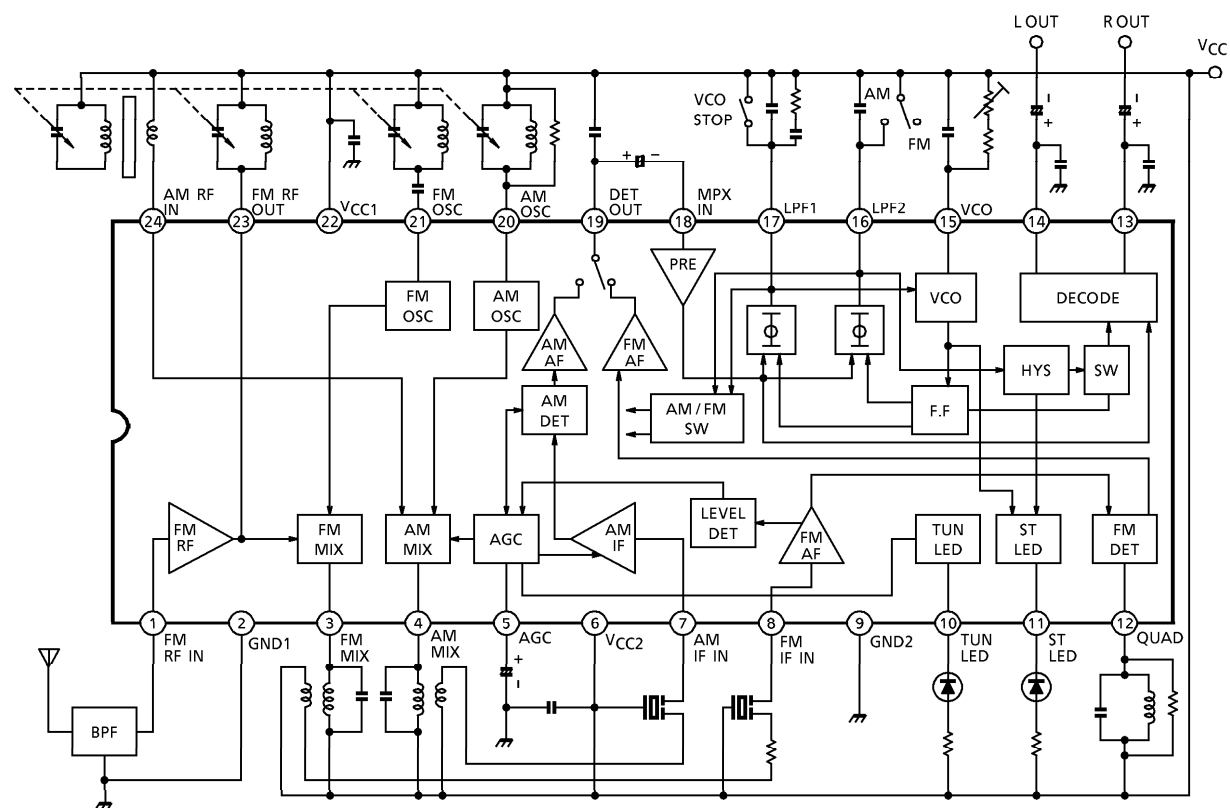 L OUT
R OUT
VCC
VCO
STOP
AM
FM
AM RF
IN
FM RF
OUT
VCC1
FM
OSC
AM
OSC
DET
OUT
MPX
IN
LPF1
LPF2
VCO
24
23
22
21
20
19
18
17
16
15
14
13
PRE
FM
OSC
AM
OSC
VCO
DECODE
AM
AF
FM
AF
HYS
SW
AM
DET
AM / FM
SW
F.F
FM
RF
FM
MIX
AM
MIX
AGC
AM
IF
LEVEL
DET
FM
AF
TUN
LED
ST
LED
FM
DET
1
2
3
4
5
6
7
8
9
10
11
12
FM
RF IN
GND1
FM
MIX
AM
MIX
AGC
VCC2
AM
IF IN
FM
IF IN
GND2
TUN
LED
ST
LED
QUAD
BPF